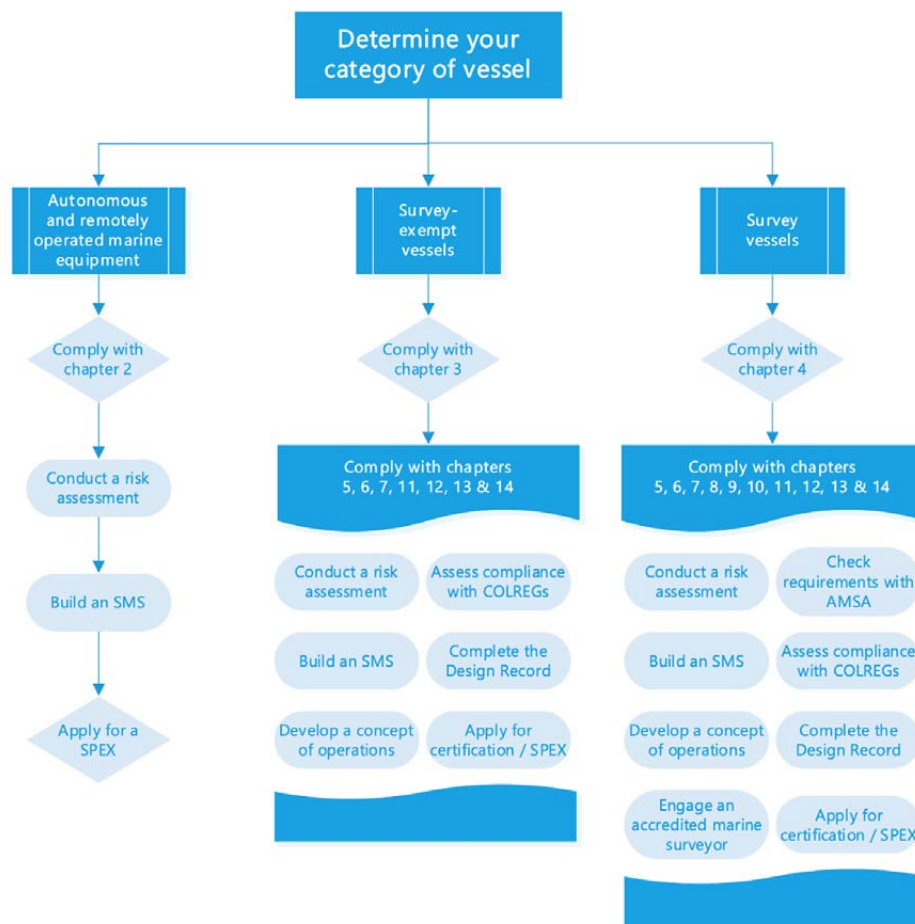 Determine your
category of vessel
Autonomous
and remotely
operated marine
equipment
Survey-
exempt
vessels
Survey
vessels
Comply with
chapter 2
Comply with
chapter 3
Comply with
chapter 4
Conduct a risk
assessment
Build an SMS
Apply for a
SPEX
Comply with chapters
5, 6, 7, 11, 12, 13 & 14
Conduct a risk
assessment
Assess compliance
with COLREGs
Build an SMS
Complete the
Design Record
Develop a concept
of operations
Apply for
certification / SPEX
Comply with chapters
5, 6, 7, 8, 9, 10, 11, 12, 13 & 14
Conduct a risk
assessment
Check
requirements with
AMSA
Build an SMS
Assess compliance
with COLREGs
Develop a concept
of operations
Complete the
Design Record
Engage an
accredited marine
surveyor
Apply for
certification / SPEX